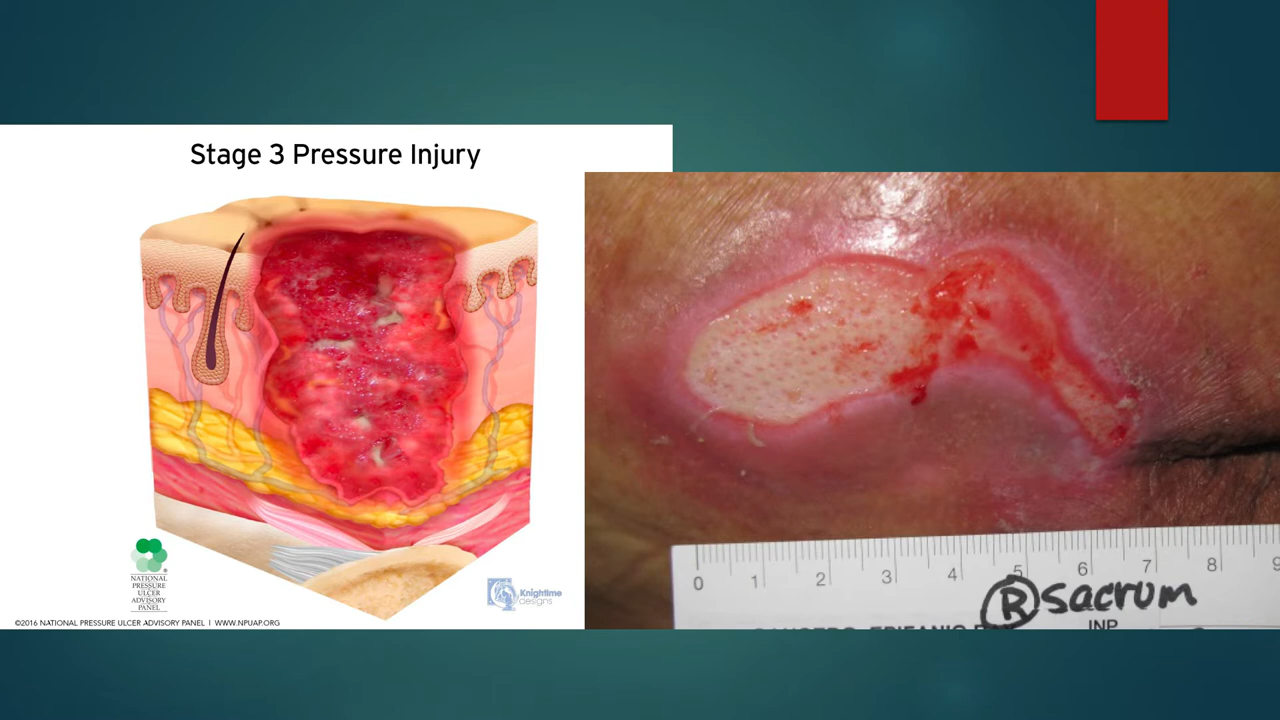 Stage 3 Pressure Injury
NATIONAL
PRESSURE
ULCER
ADVISORY
PANEL
Knightime
designs
©2016 NATIONAL PRESSURE ULCER ADVISORY PANEL | WWW.NPUAP.ORG
0 1 2 3 4 5 6 7 8 9
R sacrum
INP